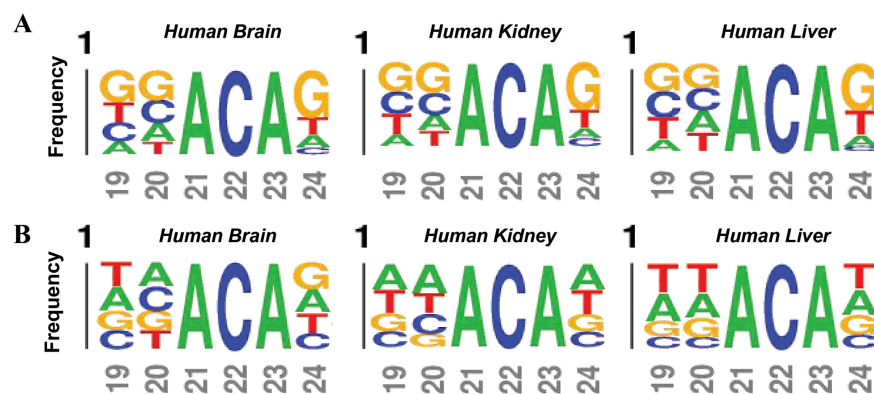 A
Frequency
1
Human Brain
G G A C A G
T C T
C A A
A T C
19 20 21 22 23 24
1
Human Kidney
G G A C A G
C C T
T A A
A T C
19 20 21 22 23 24
1
Human Liver
G G A C A G
C C T
T A A
A T C
19 20 21 22 23 24
B
Frequency
1
Human Brain
T A A C A G
A C A
G G T
C T C
19 20 21 22 23 24
1
Human Kidney
A A A C A A
T T T
G C G
C G C
19 20 21 22 23 24
1
Human Liver
T T A C A T
A A A
G G G
C C C
19 20 21 22 23 24